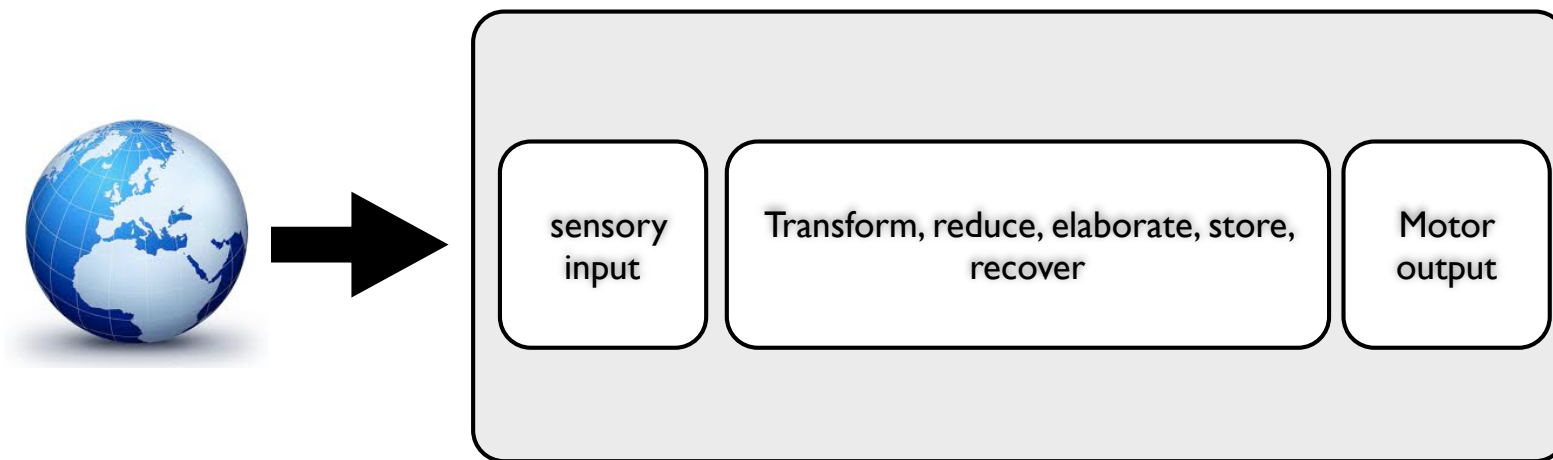 sensory
input
Transform, reduce, elaborate, store,
recover
Motor
output